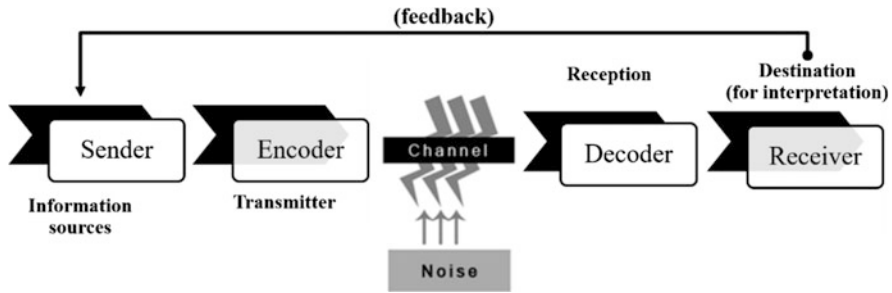 (feedback)
Reception
Destination
(for interpretation)
Sender
Encoder
Channel
Decoder
Receiver
Information
sources
Transmitter
Noise